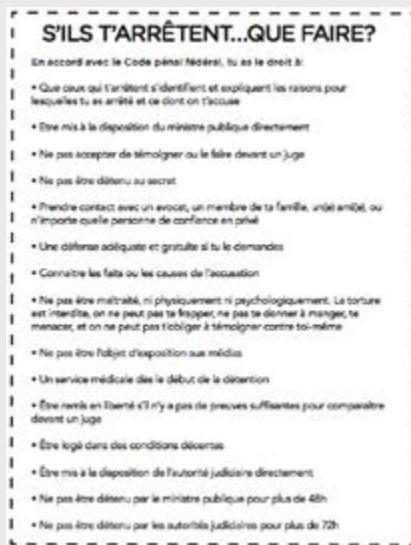 S'ILS T'ARRÊTENT...QUE FAIRE?
En accord avec le Code pénal fédéral, tu as le droit à:
• Que ceux qui t'arrêtent s'identifient et expliquent les raisons pour
lesquelles tu es arrêté et ce dont on t'accuse
• Etre mis à la disposition du ministre publique directement
• Ne pas accepter de témoigner ou le faire devant un juge
• Ne pas être détenu au secret
• Prendre contact avec un avocat, un membre de ta famille, un(e) ami(e), ou
n'importe quelle personne de confiance en privé
• Une défense adéquate et gratuite si tu le demandes
• Connaitre les faits ou les causes de l'accusation
• Ne pas être maltraité, ni physiquement ni psychologiquement. La torture
est interdite, on ne peut pas te frapper, ne pas te donner à manger, te
menacer, et on ne peut pas t'obliger à témoigner contre toi-même
• Ne pas être l'objet d'exposition aux médias
• Un service médicale dès le début de la détention
• Être remis en liberté s'il n'y a pas de preuves suffisantes pour comparaitre
devant un juge
• Être logé dans des conditions décentes
• Être mis à la disposition de l'autorité judiciaire directement
• Ne pas être détenu par le ministre publique pour plus de 48h
• Ne pas être détenu par les autorités judiciaires pour plus de 72h